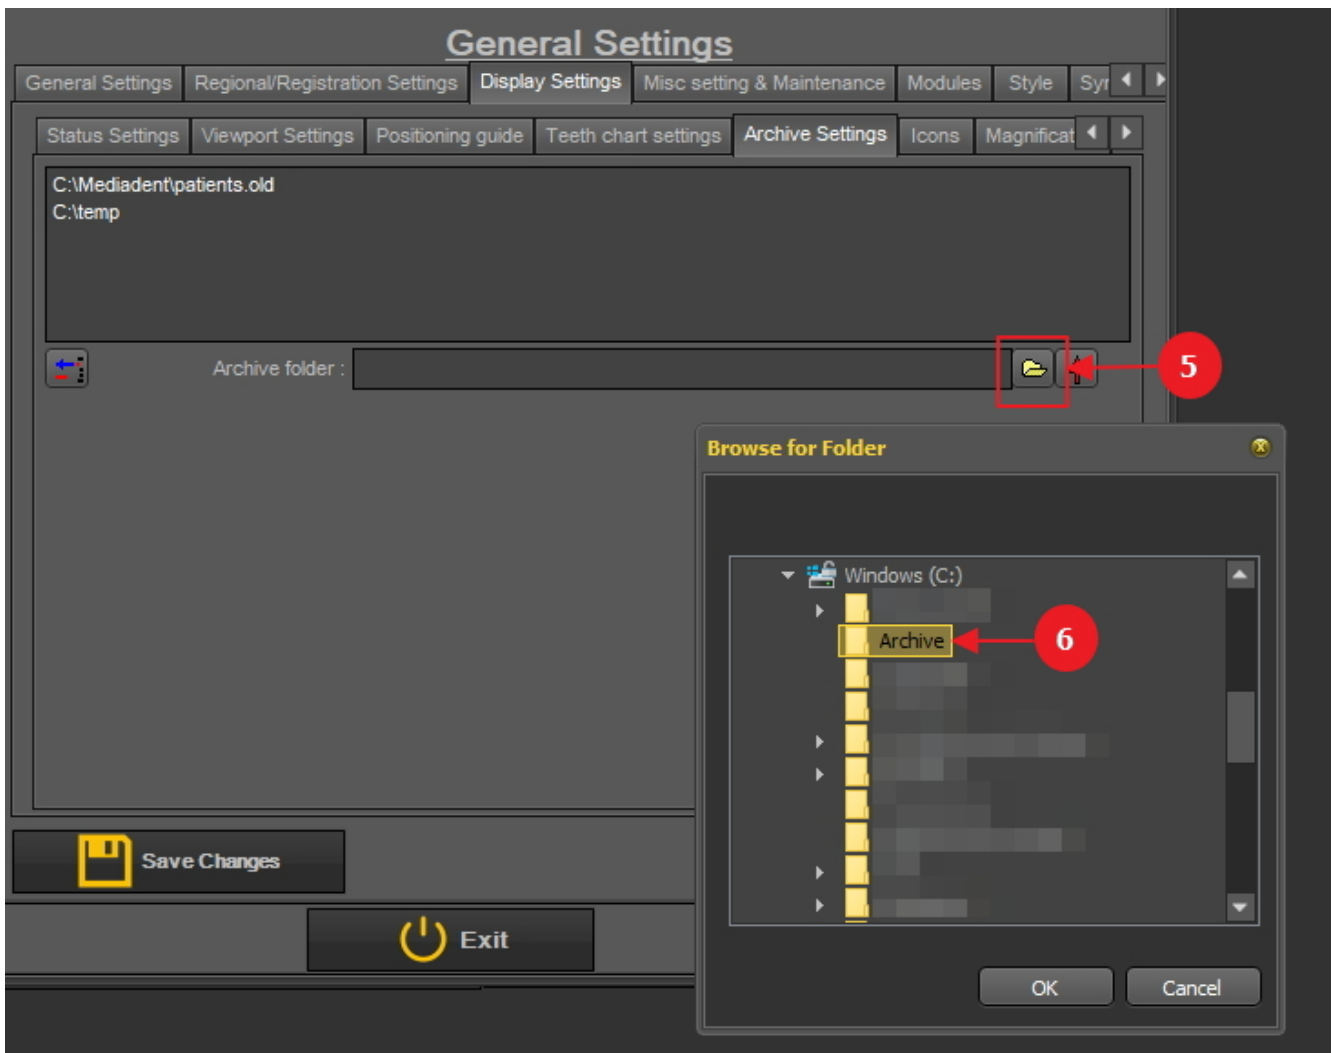 General Settings
General Settings Regional/Registration Settings Display Settings Misc setting & Maintenance Modules Style Syr
Status Settings Viewport Settings Positioning guide Teeth chart settings Archive Settings Icons Magnificat
C:\Mediadent\patients.old
C:\temp
Archive folder :
5
Browse for Folder
Windows (C:)
Archive
6
Save Changes
Exit
OK Cancel